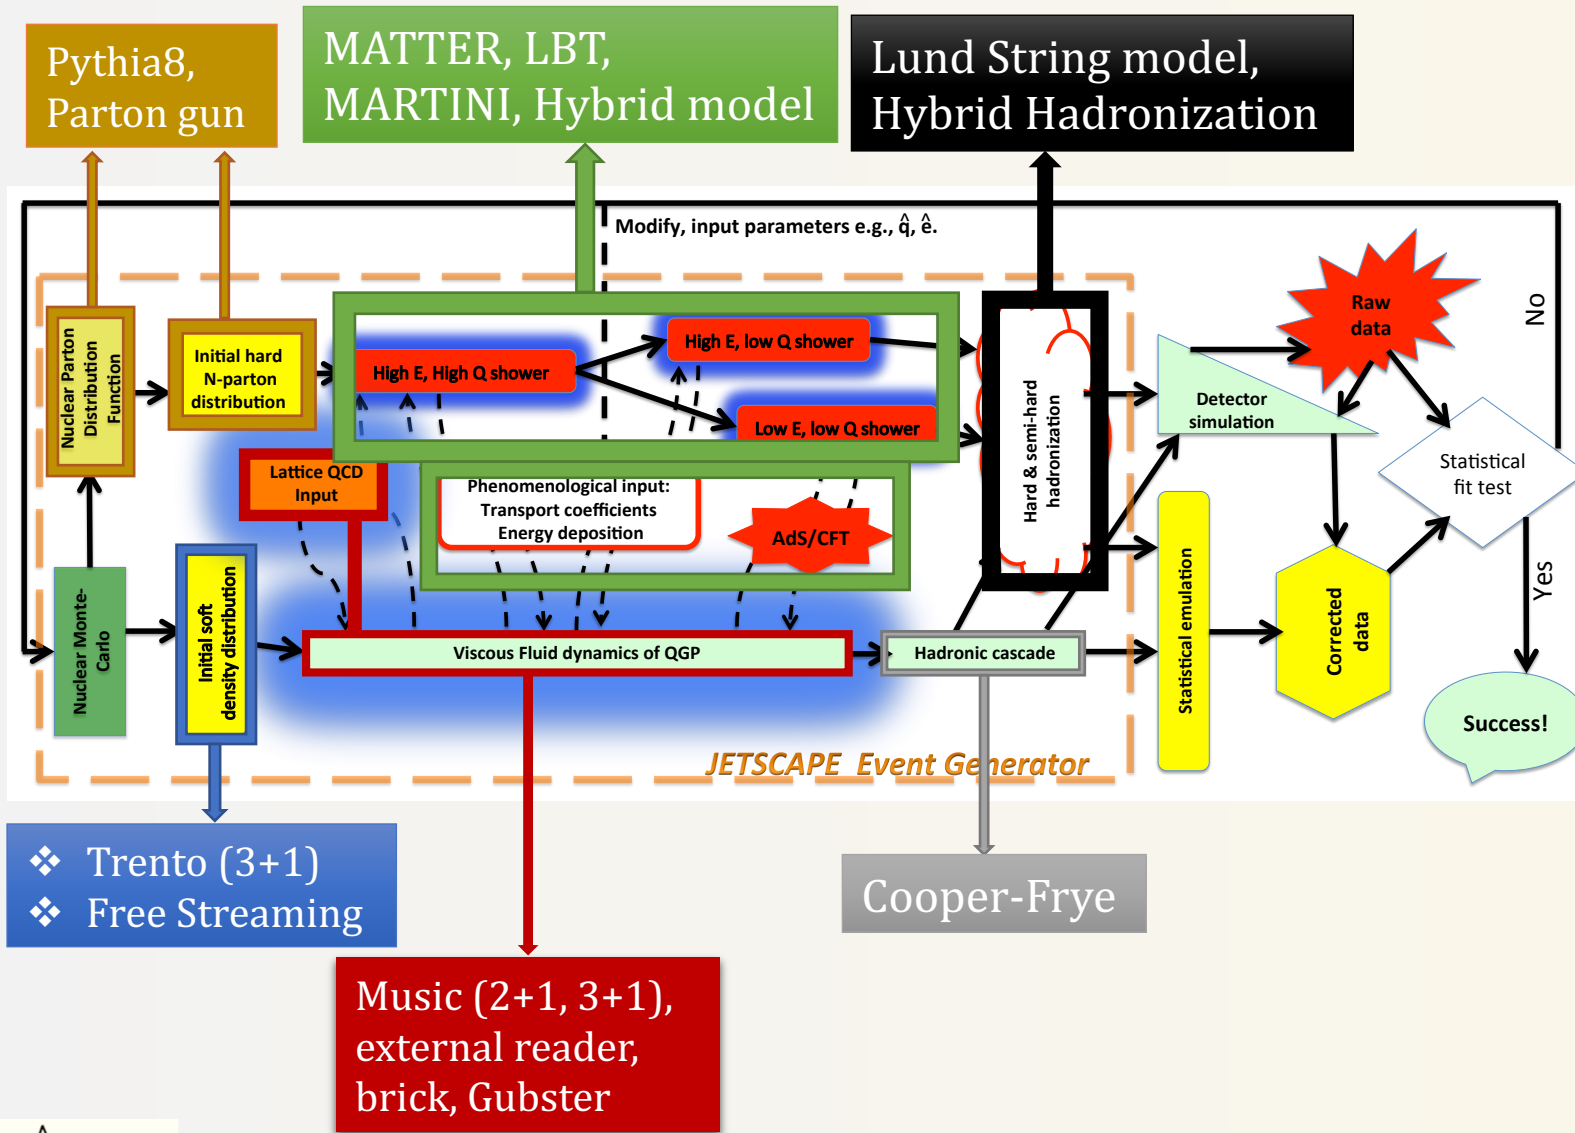 Pythia8,
Parton gun
MATTER, LBT,
MARTINI, Hybrid model
Lund String model,
Hybrid Hadronization
Modify, input parameters e.g., q̂, ê.
No
Raw
data
Nuclear Parton
Distribution
Function
Initial hard
N-parton
distribution
High E, High Q shower
High E, low Q shower
Low E, low Q shower
Hard & semi-hard
hadronization
Detector
simulation
Statistical
fit test
Lattice QCD
Input
Phenomenological input:
Transport coefficients
Energy deposition
AdS/CFT
Yes
Nuclear Monte-
Carlo
Initial soft
density distribution
Viscous Fluid dynamics of QGP
Hadronic cascade
Statistical emulation
Corrected
data
Success!
JETSCAPE Event Generator
❖ Trento (3+1)
❖ Free Streaming
Cooper-Frye
Music (2+1, 3+1),
external reader,
brick, Gubster